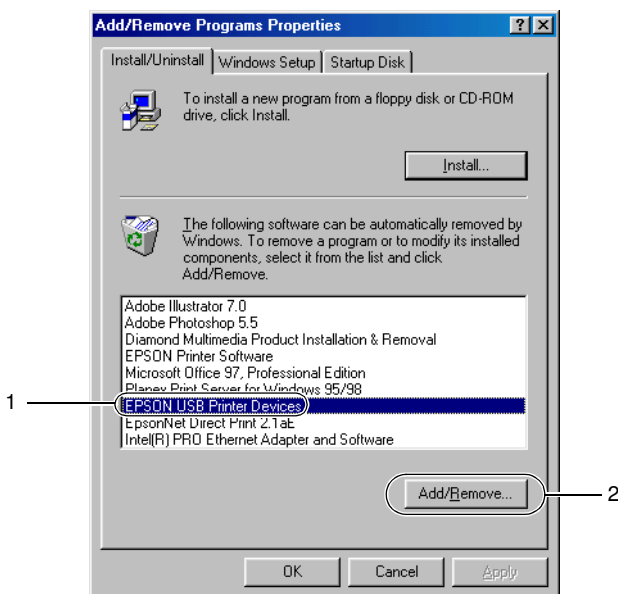 Add/Remove Programs Properties
Install/Uninstall
Windows Setup
Startup Disk
To install a new program from a floppy disk or CD-ROM
drive, click Install.
Install...
The following software can be automatically removed by
Windows. To remove a program or to modify its installed
components, select it from the list and click
Add/Remove.
Adobe Illustrator 7.0
Adobe Photoshop 5.5
Diamond Multimedia Product Installation & Removal
EPSON Printer Software
Microsoft Office 97, Professional Edition
Planex Print Server for Windows 95/98
1
EPSON USB Printer Devices
EpsonNet Direct Print 2.1aE
Intel(R) PRO Ethernet Adapter and Software
Add/Remove...
2
OK
Cancel
Apply